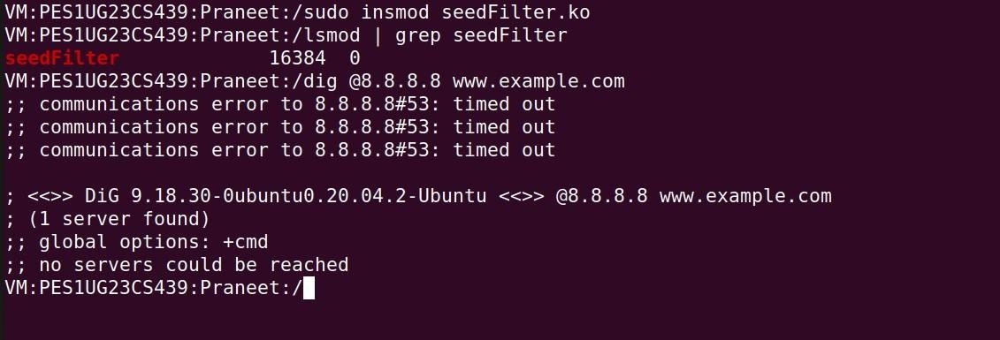 VM:PES1UG23CS439:Praneet:/sudo insmod seedFilter.ko
VM:PES1UG23CS439:Praneet:/lsmod | grep seedFilter
seedFilter             16384  0
VM:PES1UG23CS439:Praneet:/dig @8.8.8.8 www.example.com
;; communications error to 8.8.8.8#53: timed out
;; communications error to 8.8.8.8#53: timed out
;; communications error to 8.8.8.8#53: timed out
; <<>> DiG 9.18.30-0ubuntu0.20.04.2-Ubuntu <<>> @8.8.8.8 www.example.com
; (1 server found)
;; global options: +cmd
;; no servers could be reached
VM:PES1UG23CS439:Praneet:/